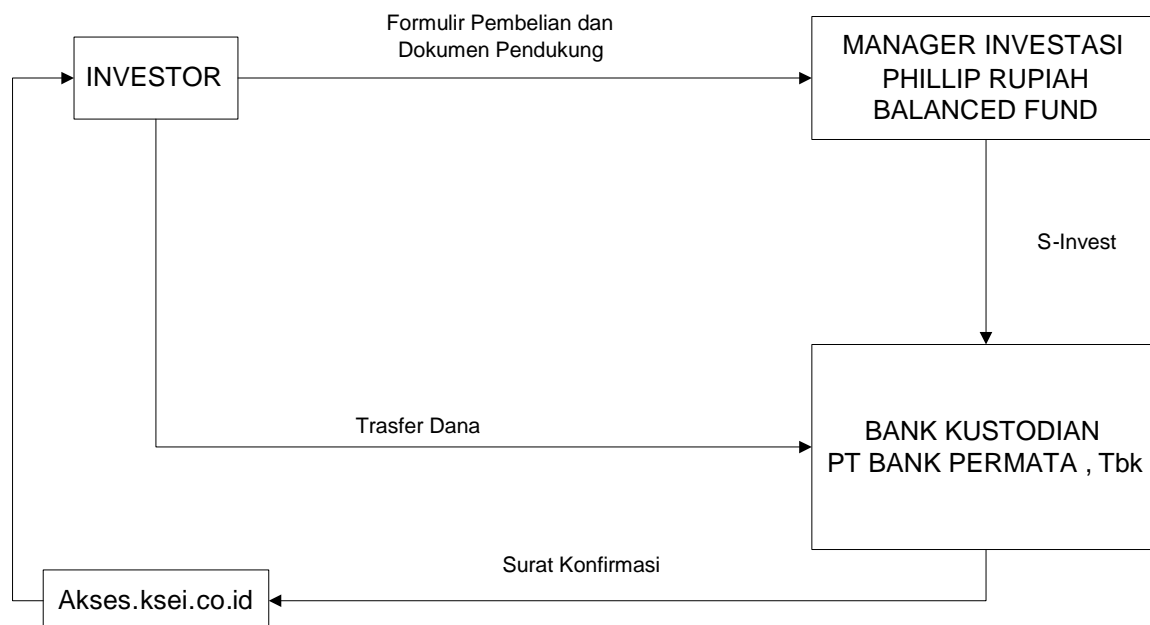 Formulir Pembelian dan
Dokumen Pendukung
INVESTOR
MANAGER INVESTASI
PHILLIP RUPIAH
BALANCED FUND
S-Invest
Trasfer Dana
BANK KUSTODIAN
PT BANK PERMATA , Tbk
Surat Konfirmasi
Akses.ksei.co.id